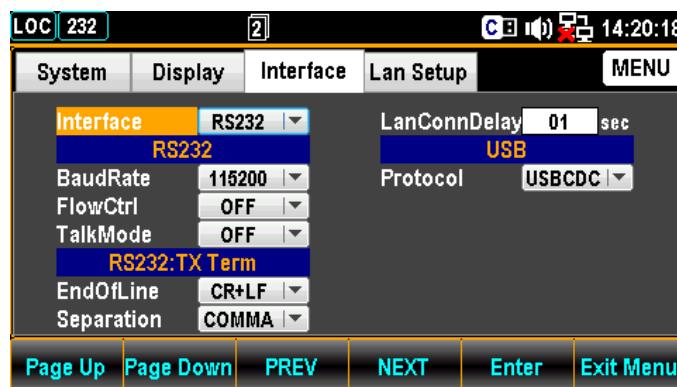 LOC 232 2 C 14:20:18
System Display Interface Lan Setup MENU
Interface RS232 LanConnDelay 01 sec
RS232 USB
BaudRate 115200 Protocol USBCDC
FlowCtrl OFF
TalkMode OFF
RS232:TX Term
EndOfLine CR+LF
Separation COMMA
Page Up Page Down PREV NEXT Enter Exit Menu